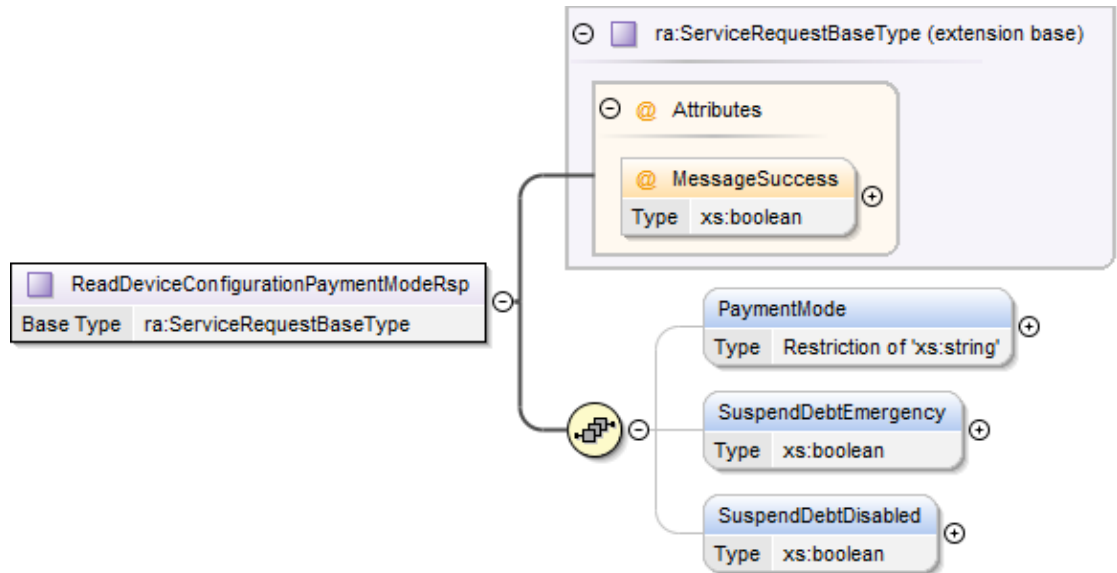 ra:ServiceRequestBaseType (extension base)
@ Attributes
@ MessageSuccess
Type xs:boolean
ReadDeviceConfigurationPaymentModeRsp
Base Type ra:ServiceRequestBaseType
PaymentMode
Type Restriction of 'xs:string'
SuspendDebtEmergency
Type xs:boolean
SuspendDebtDisabled
Type xs:boolean